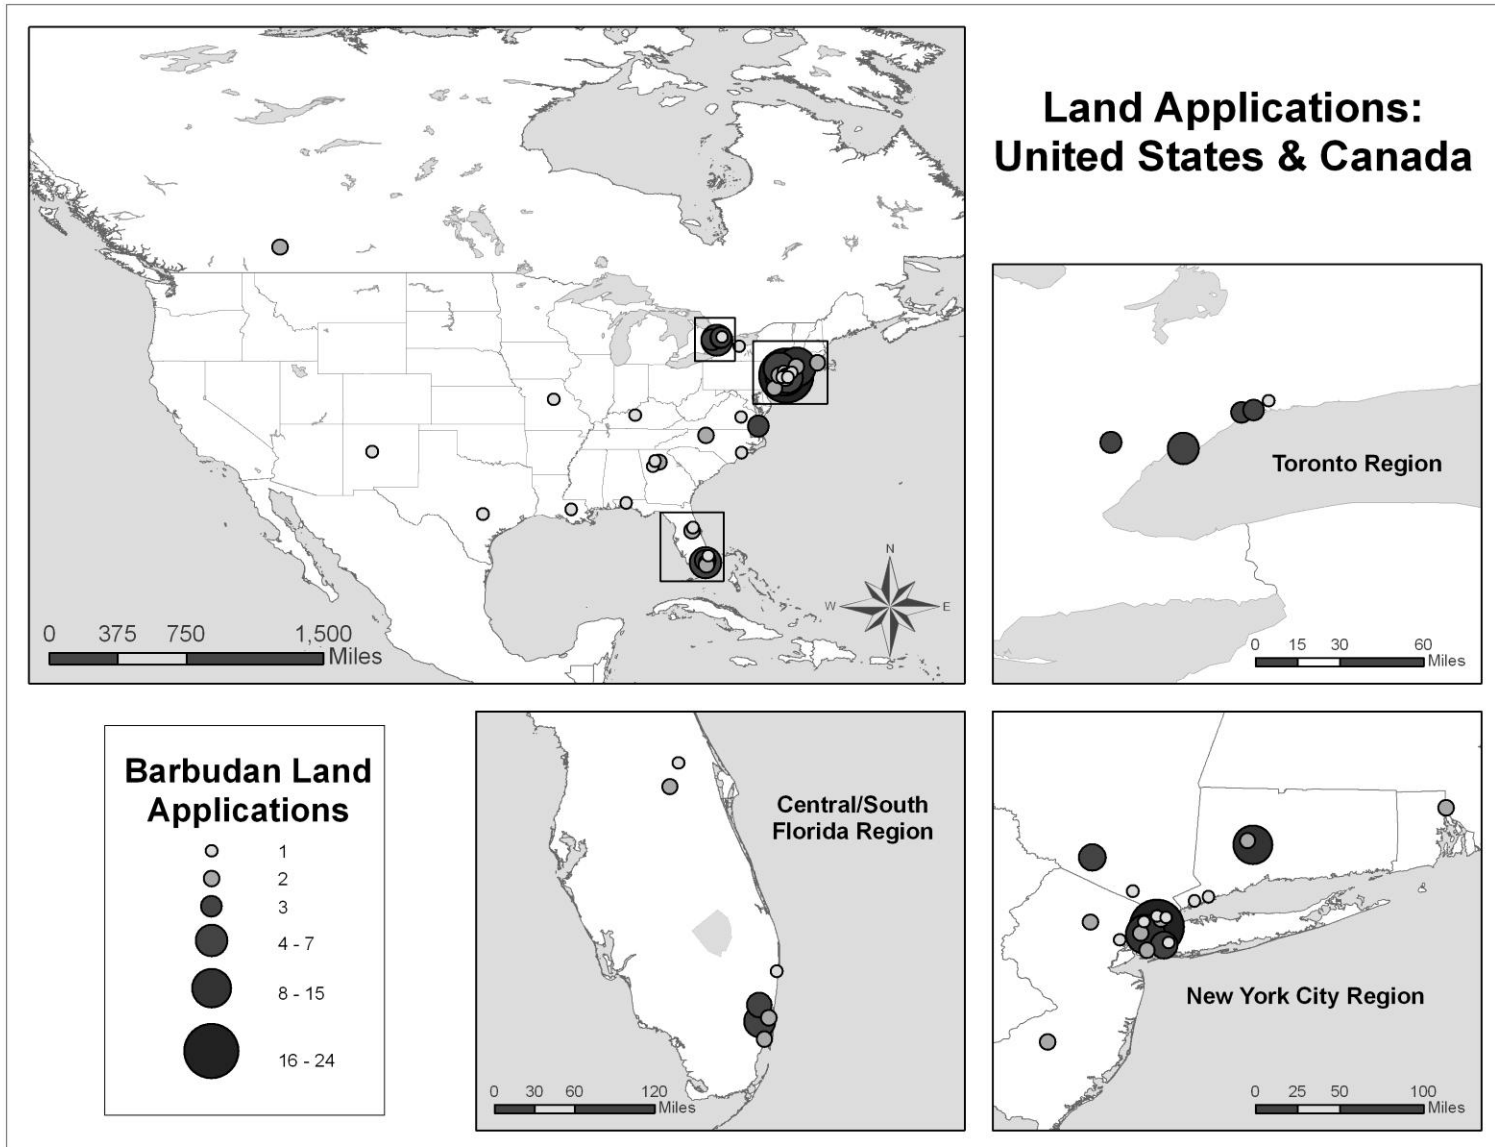 Land Applications:
United States & Canada
N
W
E
S
0 375 750 1,500
Miles
Toronto Region
0 15 30 60
Miles
Barbudan Land
Applications
1
2
3
4 - 7
8 - 15
16 - 24
Central/South
Florida Region
0 30 60 120
Miles
New York City Region
0 25 50 100
Miles